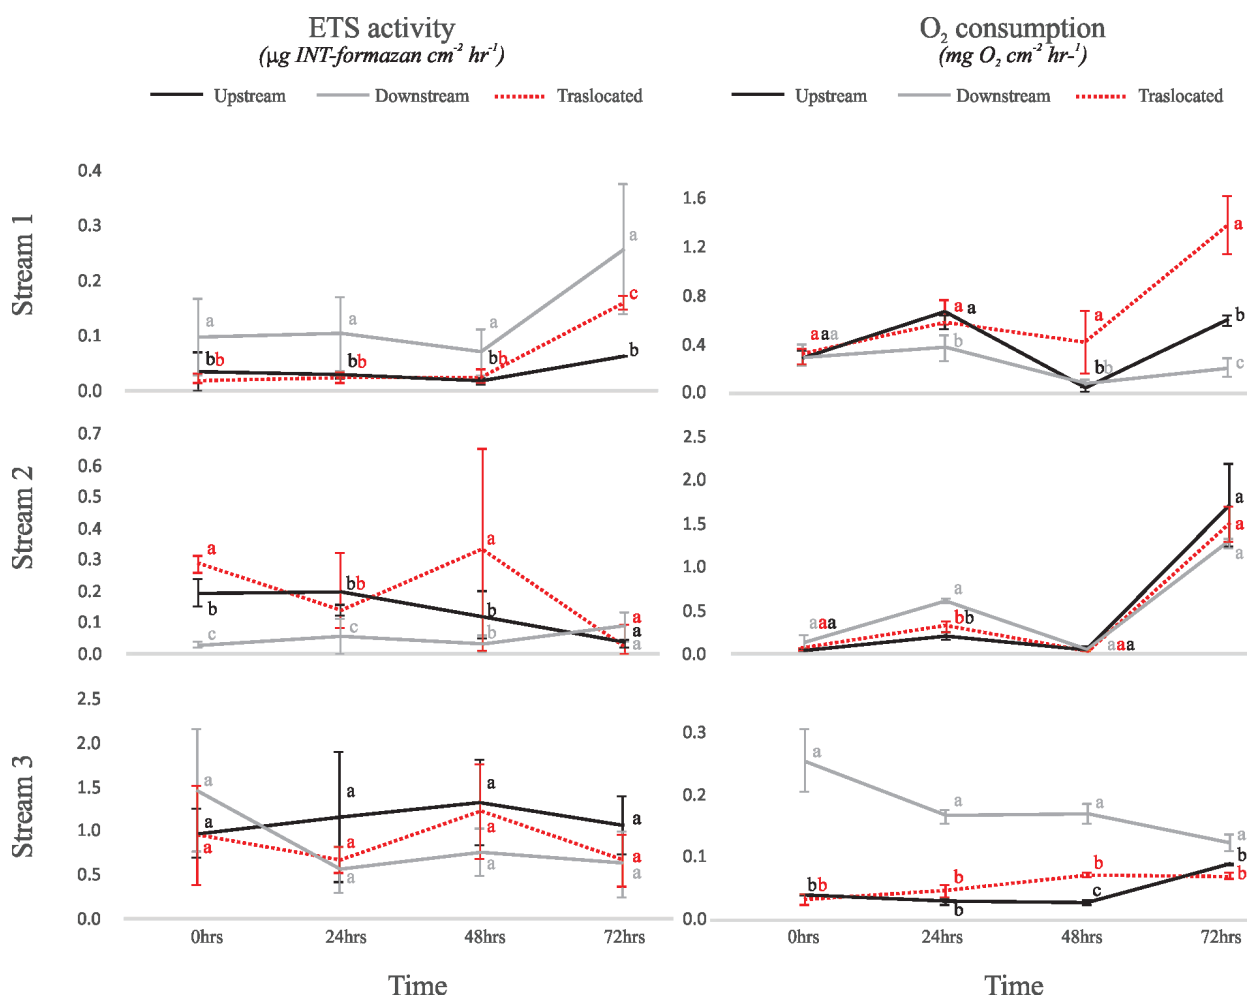 ETS activity
(μg INT-formazan cm⁻² hr⁻¹)
O₂ consumption
(mg O₂ cm⁻² hr-¹)
Upstream Downstream Traslocated
Upstream Downstream Traslocated
Stream 1
0.4
0.3
0.2
0.1
0.0
a a a a
b b b b b b b c
1.6
1.2
0.8
0.4
0.0
a a a a a b a b b a b c
Stream 2
0.7
0.6
0.5
0.4
0.3
0.2
0.1
0.0
a b c b b c a b b a a a
2.5
2.0
1.5
1.0
0.5
0.0
a a a a b b a a a a a a
Stream 3
2.5
2.0
1.5
1.0
0.5
0.0
a a a a a a a a a a a a
0.3
0.2
0.1
0.0
a b b a b b a b c a b b
0hrs 24hrs 48hrs 72hrs
0hrs 24hrs 48hrs 72hrs
Time
Time